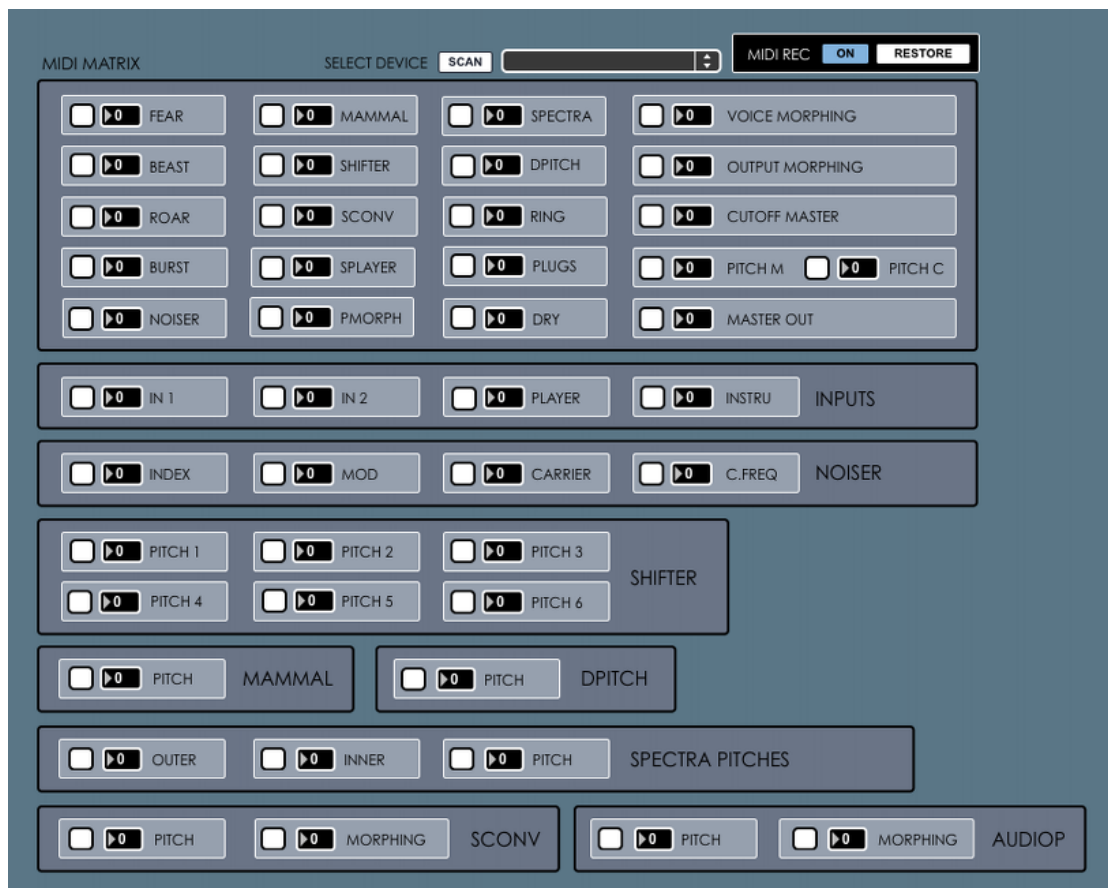 MIDI MATRIX SELECT DEVICE SCAN MIDI REC ON RESTORE
0 FEAR 0 MAMMAL 0 SPECTRA 0 VOICE MORPHING
0 BEAST 0 SHIFTER 0 DPITCH 0 OUTPUT MORPHING
0 ROAR 0 SCONV 0 RING 0 CUTOFF MASTER
0 BURST 0 SPLAYER 0 PLUGS 0 PITCH M 0 PITCH C
0 NOISER 0 PMORPH 0 DRY 0 MASTER OUT
0 IN 1 0 IN 2 0 PLAYER 0 INSTRU INPUTS
0 INDEX 0 MOD 0 CARRIER 0 C.FREQ NOISER
0 PITCH 1 0 PITCH 2 0 PITCH 3
SHIFTER
0 PITCH 4 0 PITCH 5 0 PITCH 6
0 PITCH MAMMAL 0 PITCH DPITCH
0 OUTER 0 INNER 0 PITCH SPECTRA PITCHES
0 PITCH 0 MORPHING SCONV 0 PITCH 0 MORPHING AUDIOP